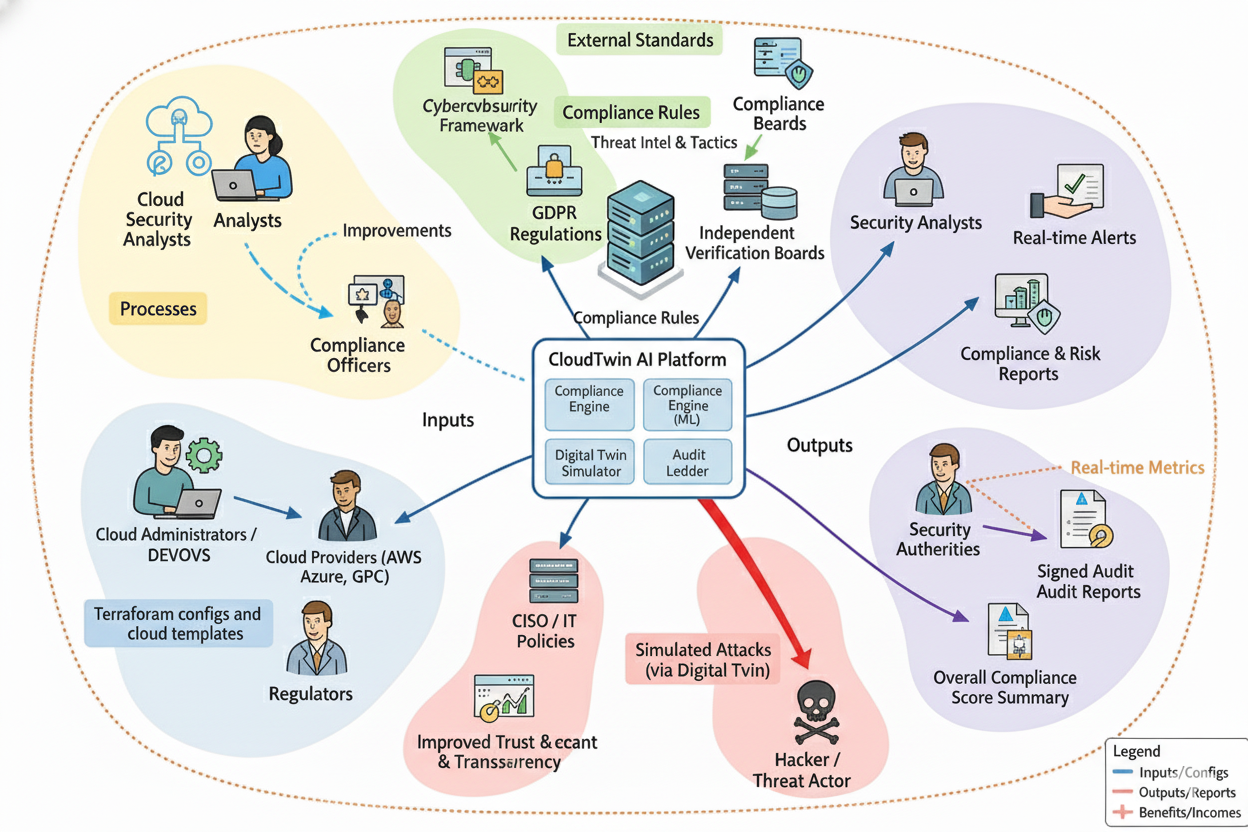 External Standards
Cybercvbsurity
Framewark
Compliance Rules
Threat Intel & Tactics
Compliance
Beards
GDPR
Regulations
Independent
Verification Boards
Cloud
Security
Analysts
Analysts
Improvements
Processes
Compliance
Officers
Security Analysts
Real-time Alerts
Compliance & Risk
Reports
Compliance Rules
CloudTwin AI Platform
Compliance
Engine
Compliance
Engine
(ML)
Digital Twin
Simulator
Audit
Ledder
Inputs
Outputs
Cloud Administrators /
DEVOVS
Cloud Providers (AWS
Azure, GPC)
Terraforam configs and
cloud templates
Regulators
CISO / IT
Policies
Improved Trust & ecant
& Transsurrency
Simulated Attacks
(via Digital Tvin)
Hacker /
Threat Actor
Real-time Metrics
Security
Autherities
Signed Audit
Audit Reports
Overall Compliance
Score Summary
Legend
Inputs/Configs
Outputs/Reports
Benefits/Incomes